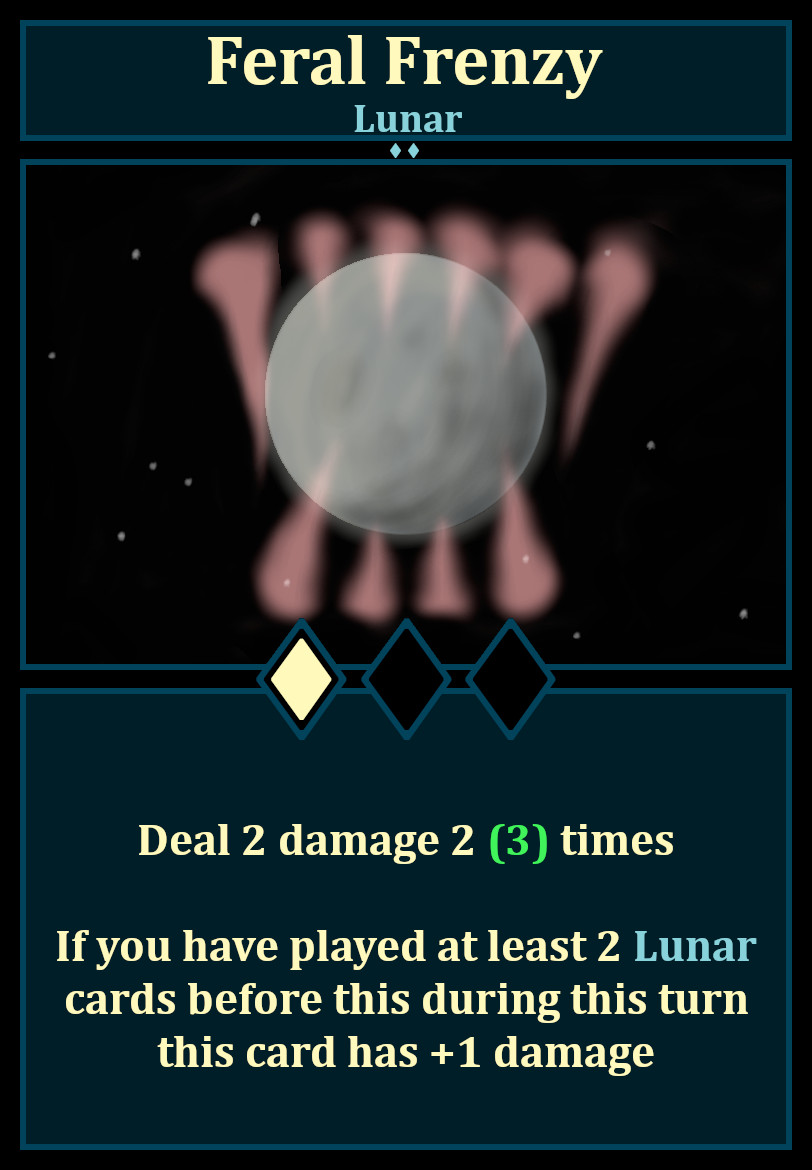 Feral Frenzy
Lunar
Deal 2 damage 2 (3) times
If you have played at least 2 Lunar
cards before this during this turn
this card has +1 damage